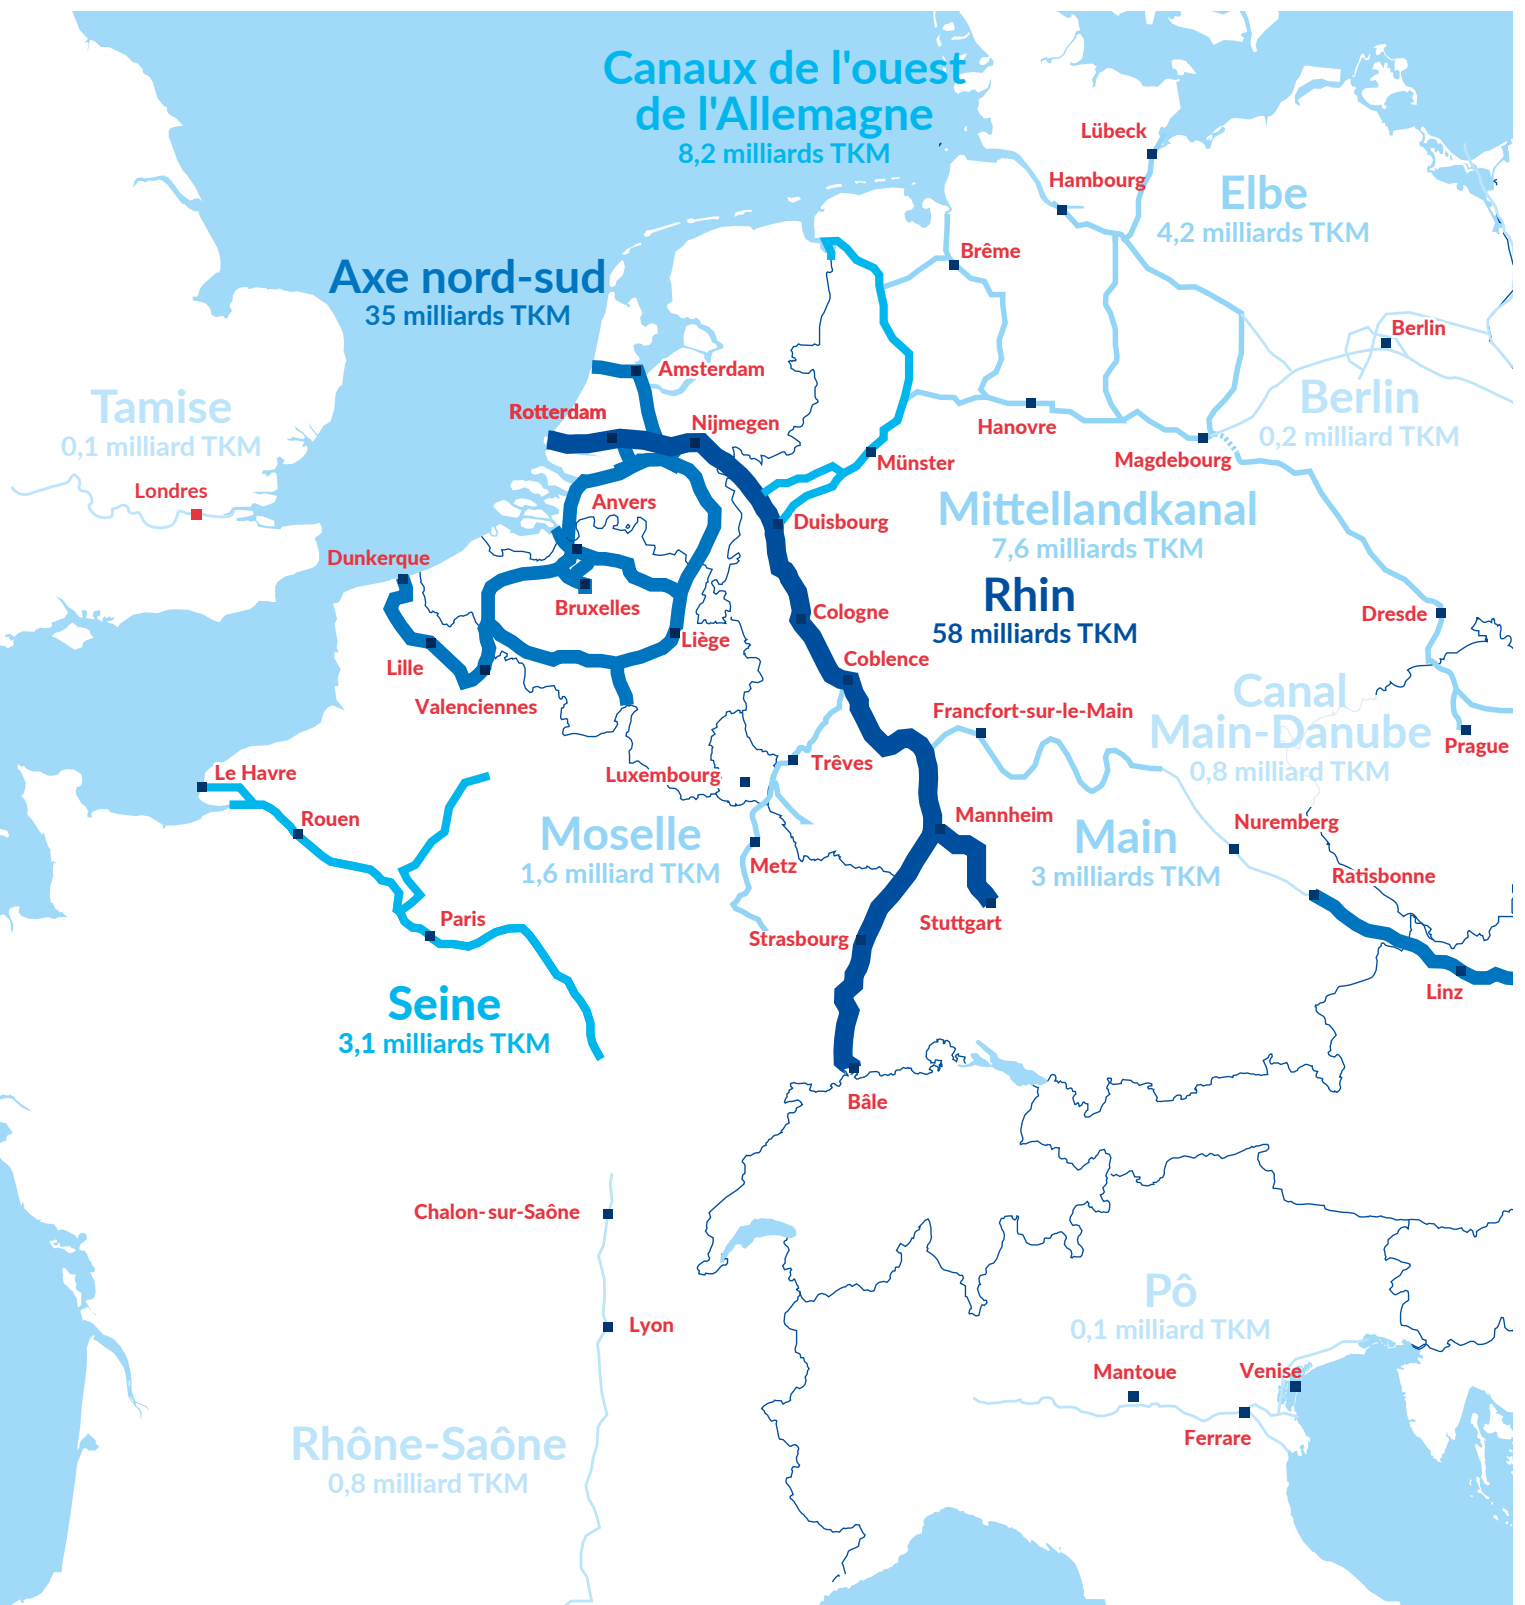 Canaux de l'ouest
de l'Allemagne
8,2 milliards TKM
Lübeck
Hambourg
Elbe
4,2 milliards TKM
Brême
Axe nord-sud
35 milliards TKM
Berlin
Amsterdam
Tamise
0,1 milliard TKM
Rotterdam
Nijmegen
Berlin
0,2 milliard TKM
Hanovre
Münster
Magdebourg
Londres
Anvers
Duisbourg
Mittellandkanal
7,6 milliards TKM
Dunkerque
Bruxelles
Cologne
Rhin
58 milliards TKM
Dresde
Liège
Lille
Coblence
Valenciennes
Francfort-sur-le-Main
Canal
Main-Danube
0,8 milliard TKM
Prague
Le Havre
Luxembourg
Trêves
Rouen
Mannheim
Nuremberg
Moselle
1,6 milliard TKM
Metz
Main
3 milliards TKM
Ratisbonne
Paris
Stuttgart
Strasbourg
Linz
Seine
3,1 milliards TKM
Bâle
Chalon-sur-Saône
Lyon
Pô
0,1 milliard TKM
Mantoue
Venise
Ferrare
Rhône-Saône
0,8 milliard TKM